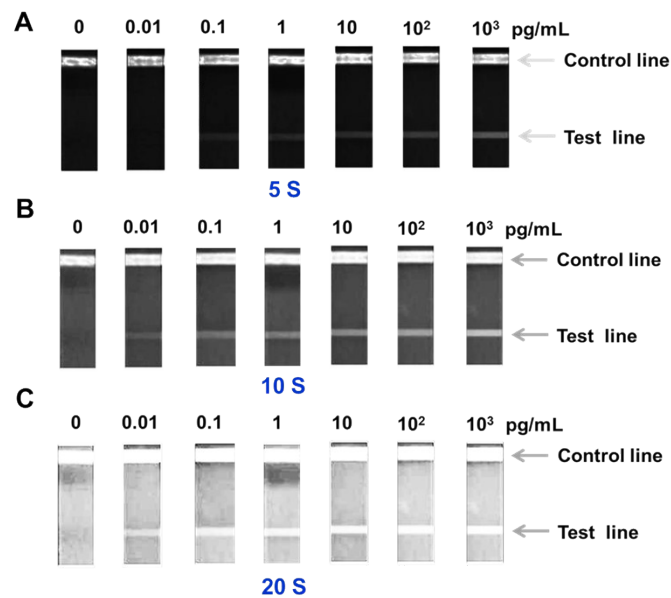 A
0 0.01 0.1 1 10 10² 10³ pg/mL
Control line
Test line
5 S
B
0 0.01 0.1 1 10 10² 10³ pg/mL
Control line
Test line
10 S
C
0 0.01 0.1 1 10 10² 10³ pg/mL
Control line
Test line
20 S